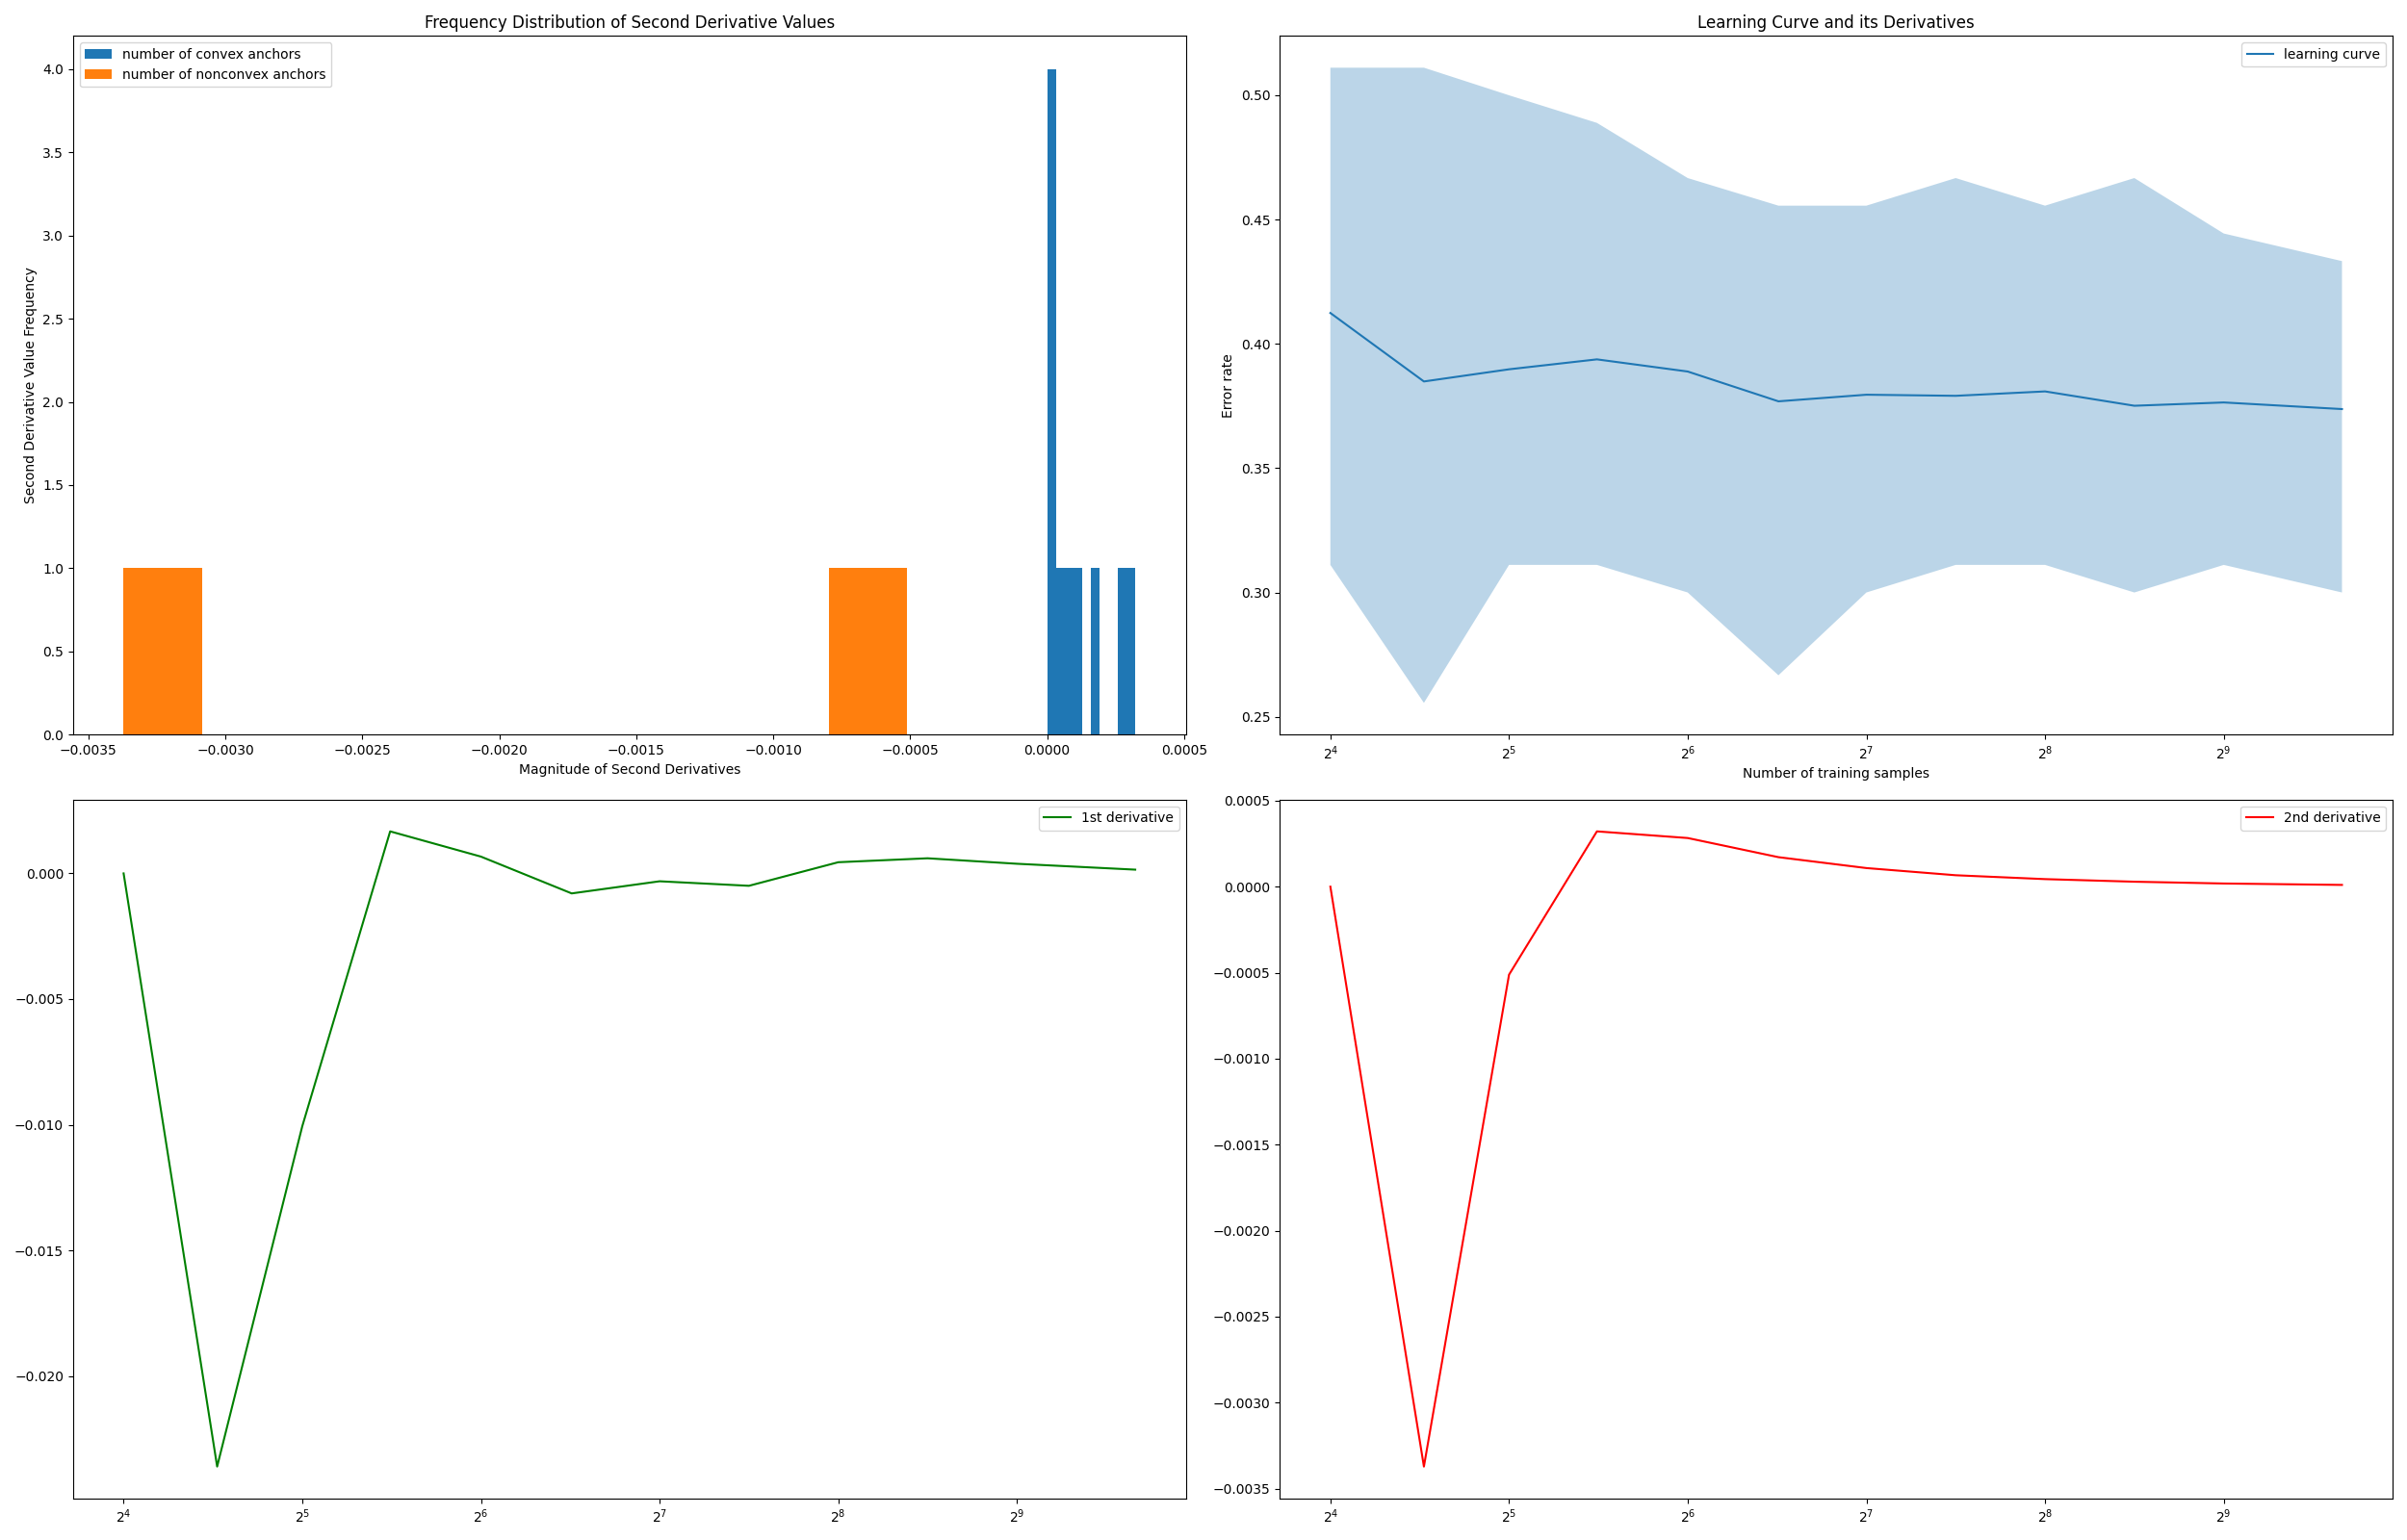 Frequency Distribution of Second Derivative Values
number of convex anchors
number of nonconvex anchors
Second Derivative Value Frequency
4.0
3.5
3.0
2.5
2.0
1.5
1.0
0.5
0.0
−0.0035 −0.0030 −0.0025 −0.0020 −0.0015 −0.0010 −0.0005 0.0000 0.0005
Magnitude of Second Derivatives
Learning Curve and its Derivatives
learning curve
Error rate
0.50
0.45
0.40
0.35
0.30
0.25
2⁴ 2⁵ 2⁶ 2⁷ 2⁸ 2⁹
Number of training samples
1st derivative
0.000
−0.005
−0.010
−0.015
−0.020
2⁴ 2⁵ 2⁶ 2⁷ 2⁸ 2⁹
2nd derivative
0.0005
0.0000
−0.0005
−0.0010
−0.0015
−0.0020
−0.0025
−0.0030
−0.0035
2⁴ 2⁵ 2⁶ 2⁷ 2⁸ 2⁹